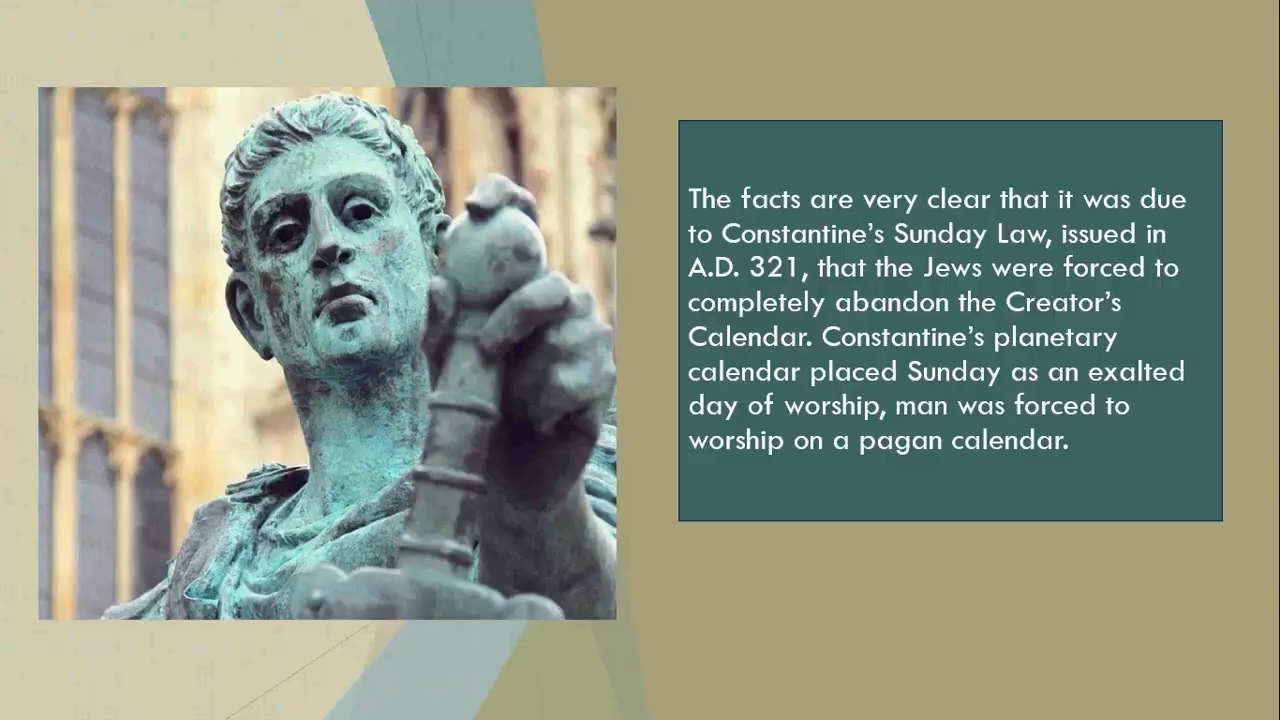 The facts are very clear that it was due
to Constantine’s Sunday Law, issued in
A.D. 321, that the Jews were forced to
completely abandon the Creator’s
Calendar. Constantine’s planetary
calendar placed Sunday as an exalted
day of worship, man was forced to
worship on a pagan calendar.